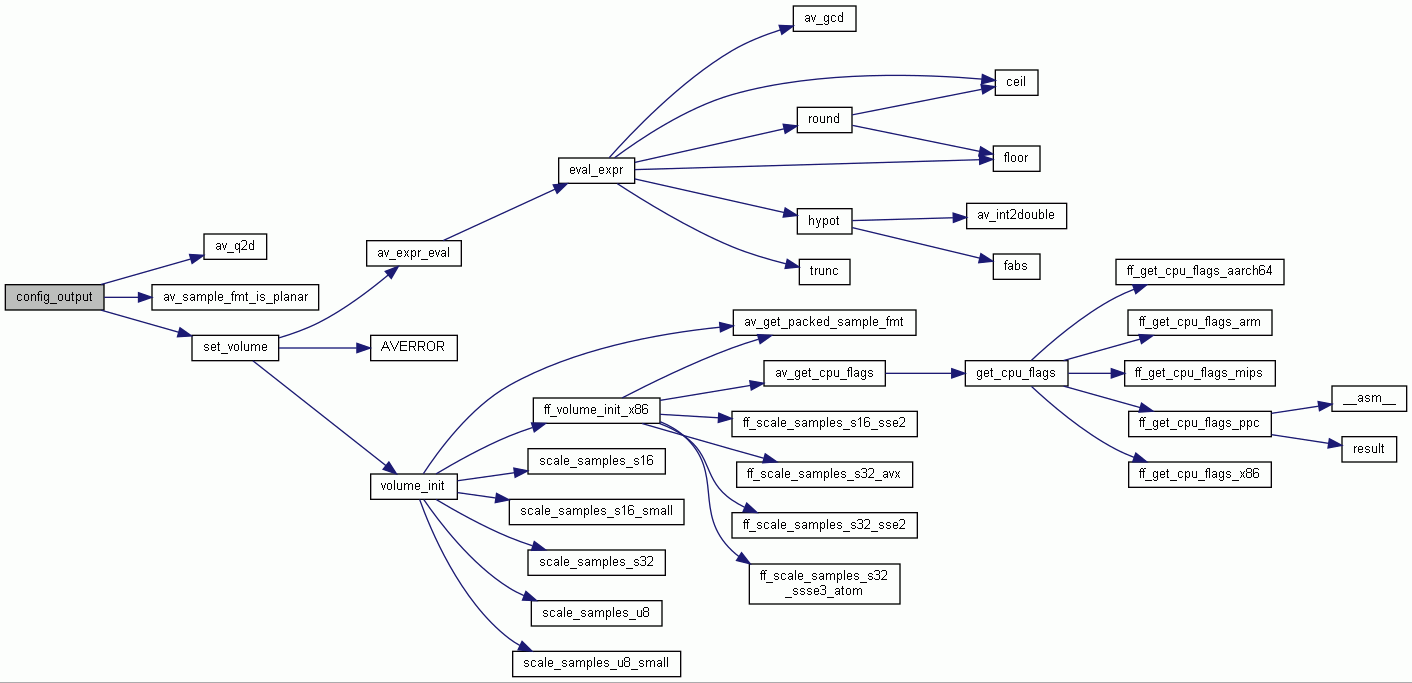 av_gcd
ceil
round
floor
eval_expr
av_int2double
hypot
av_q2d
av_expr_eval
fabs
trunc
ff_get_cpu_flags_aarch64
config_output
av_sample_fmt_is_planar
av_get_packed_sample_fmt
ff_get_cpu_flags_arm
set_volume
AVERROR
av_get_cpu_flags
get_cpu_flags
ff_get_cpu_flags_mips
__asm__
ff_volume_init_x86
ff_scale_samples_s16_sse2
ff_get_cpu_flags_ppc
result
scale_samples_s16
ff_scale_samples_s32_avx
ff_get_cpu_flags_x86
volume_init
scale_samples_s16_small
ff_scale_samples_s32_sse2
scale_samples_s32
ff_scale_samples_s32
_ssse3_atom
scale_samples_u8
scale_samples_u8_small